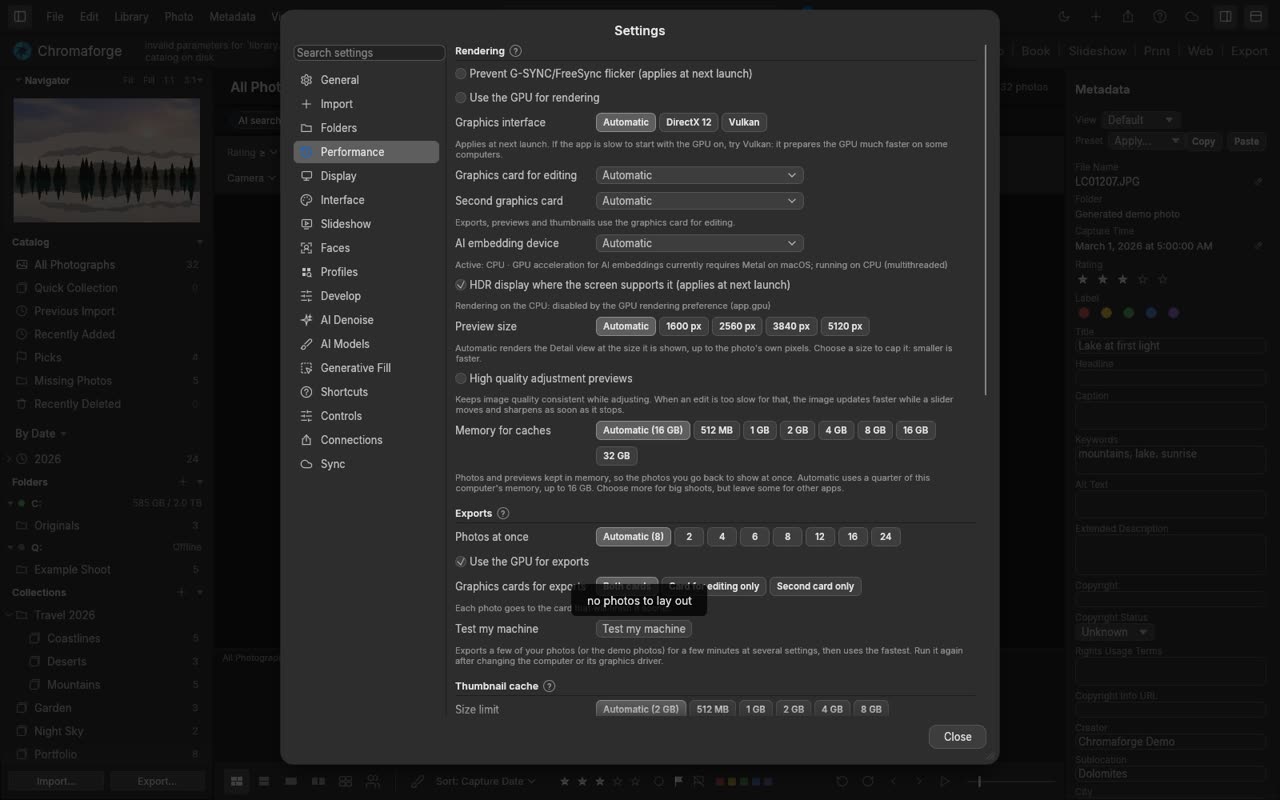 File Edit Library Photo Metadata
Settings
Chromaforge
invalid parameters for 'library.
catalog on disk
Book Slideshow Print Web Export
Navigator Fit Fill 1:1 3:1
All Phot
32 photos
AI search
Rating ≥
Camera
Catalog
All Photographs 32
Quick Collection 0
Previous Import
Recently Added
Picks 4
Missing Photos 5
Recently Deleted 0
By Date
2026 24
Folders
C: 585 GB / 2.0 TB
Originals 3
Q: Offline
Example Shoot 5
Collections
Travel 2026
Coastlines 5
Deserts 5
Mountains 5
Garden 5
Night Sky 2
Portfolio 8
Import... Export...
Search settings
General
Import
Folders
Performance
Display
Interface
Slideshow
Faces
Profiles
Develop
AI Denoise
AI Models
Generative Fill
Shortcuts
Controls
Connections
Sync
Rendering ?
Prevent G-SYNC/FreeSync flicker (applies at next launch)
Use the GPU for rendering
Graphics interface Automatic DirectX 12 Vulkan
Applies at next launch. If the app is slow to start with the GPU on, try Vulkan: it prepares the GPU much faster on some
computers.
Graphics card for editing Automatic
Second graphics card Automatic
Exports, previews and thumbnails use the graphics card for editing.
AI embedding device Automatic
Active: CPU · GPU acceleration for AI embeddings currently requires Metal on macOS; running on CPU (multithreaded)
HDR display where the screen supports it (applies at next launch)
Rendering on the CPU: disabled by the GPU rendering preference (app.gpu)
Preview size Automatic 1600 px 2560 px 3840 px 5120 px
Automatic renders the Detail view at the size it is shown, up to the photo's own pixels. Choose a size to cap it: smaller is
faster.
High quality adjustment previews
Keeps image quality consistent while adjusting. When an edit is too slow for that, the image updates faster while a slider
moves and sharpens as soon as it stops.
Memory for caches Automatic (16 GB) 512 MB 1 GB 2 GB 4 GB 8 GB 16 GB
32 GB
Photos and previews kept in memory, so the photos you go back to show at once. Automatic uses a quarter of this
computer's memory, up to 16 GB. Choose more for big shoots, but leave some for other apps.
Exports ?
Photos at once Automatic (8) 2 4 6 8 12 16 24
Use the GPU for exports
Graphics cards for exports Both cards Card for editing only Second card only
Each photo goes to the card that
no photos to lay out
Test my machine Test my machine
Exports a few of your photos (or the demo photos) for a few minutes at several settings, then uses the fastest. Run it again
after changing the computer or its graphics driver.
Thumbnail cache ?
Size limit Automatic (2 GB) 512 MB 1 GB 2 GB 4 GB 8 GB
Close
All Photograp
Sort: Capture Date
Metadata
View Default
Preset Apply... Copy Paste
File Name
LC01207.JPG
Folder
Generated demo photo
Capture Time
March 1, 2026 at 5:00:00 AM
Rating
Label
Title
Lake at first light
Headline
Caption
Keywords
mountains, lake, sunrise
Alt Text
Extended Description
Copyright
Copyright Status
Unknown
Rights Usage Terms
Copyright Info URL
Creator
Chromaforge Demo
Sublocation
Dolomites
City